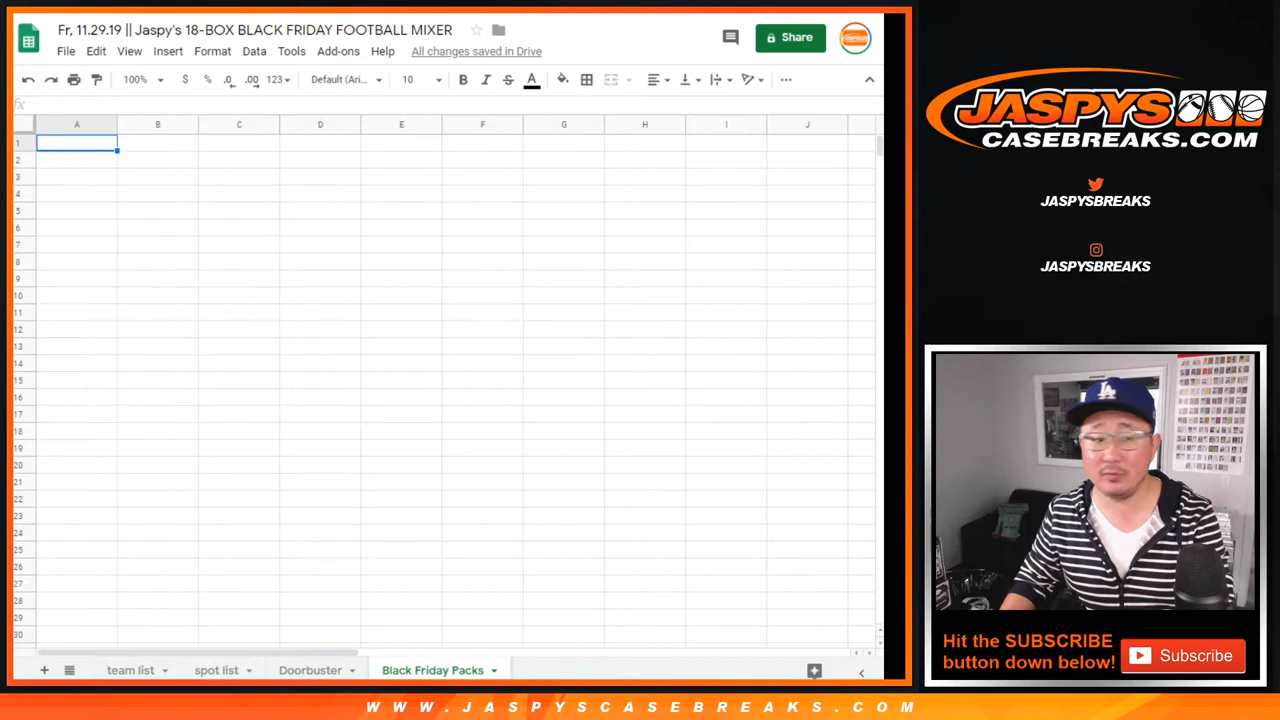 Fr, 11.29.19 || Jaspy's 18-BOX BLACK FRIDAY FOOTBALL MIXER
File Edit View Insert Format Data Tools Add-ons Help All changes saved in Drive
Share
100% $ % .0 .00 123 Default (Ari... 10 B I S A
fx
A B C D E F G H I J
1
2
3
4
5
6
7
8
9
10
11
12
13
14
15
16
17
18
19
20
21
22
23
24
25
26
27
28
29
30
team list spot list Doorbuster Black Friday Packs
JASPYS
CASEBREAKS.COM
JASPYSBREAKS
JASPYSBREAKS
LA
Hit the SUBSCRIBE
button down below!
Subscribe
WWW.JASPYSCASEBREAKS.COM